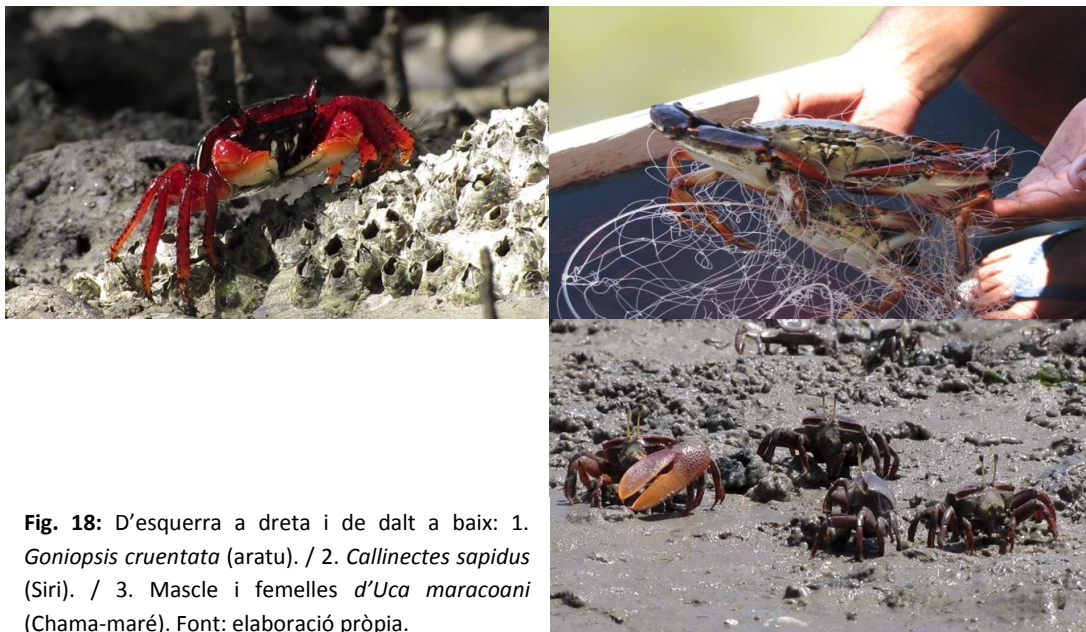 Fig. 18: D'esquerra a dreta i de dalt a baix: 1.
Goniopsis cruentata (aratu). / 2. Callinectes sapidus
(Siri). / 3. Mascle i femelles d'Uca maracoani
(Chama-maré). Font: elaboració pròpia.